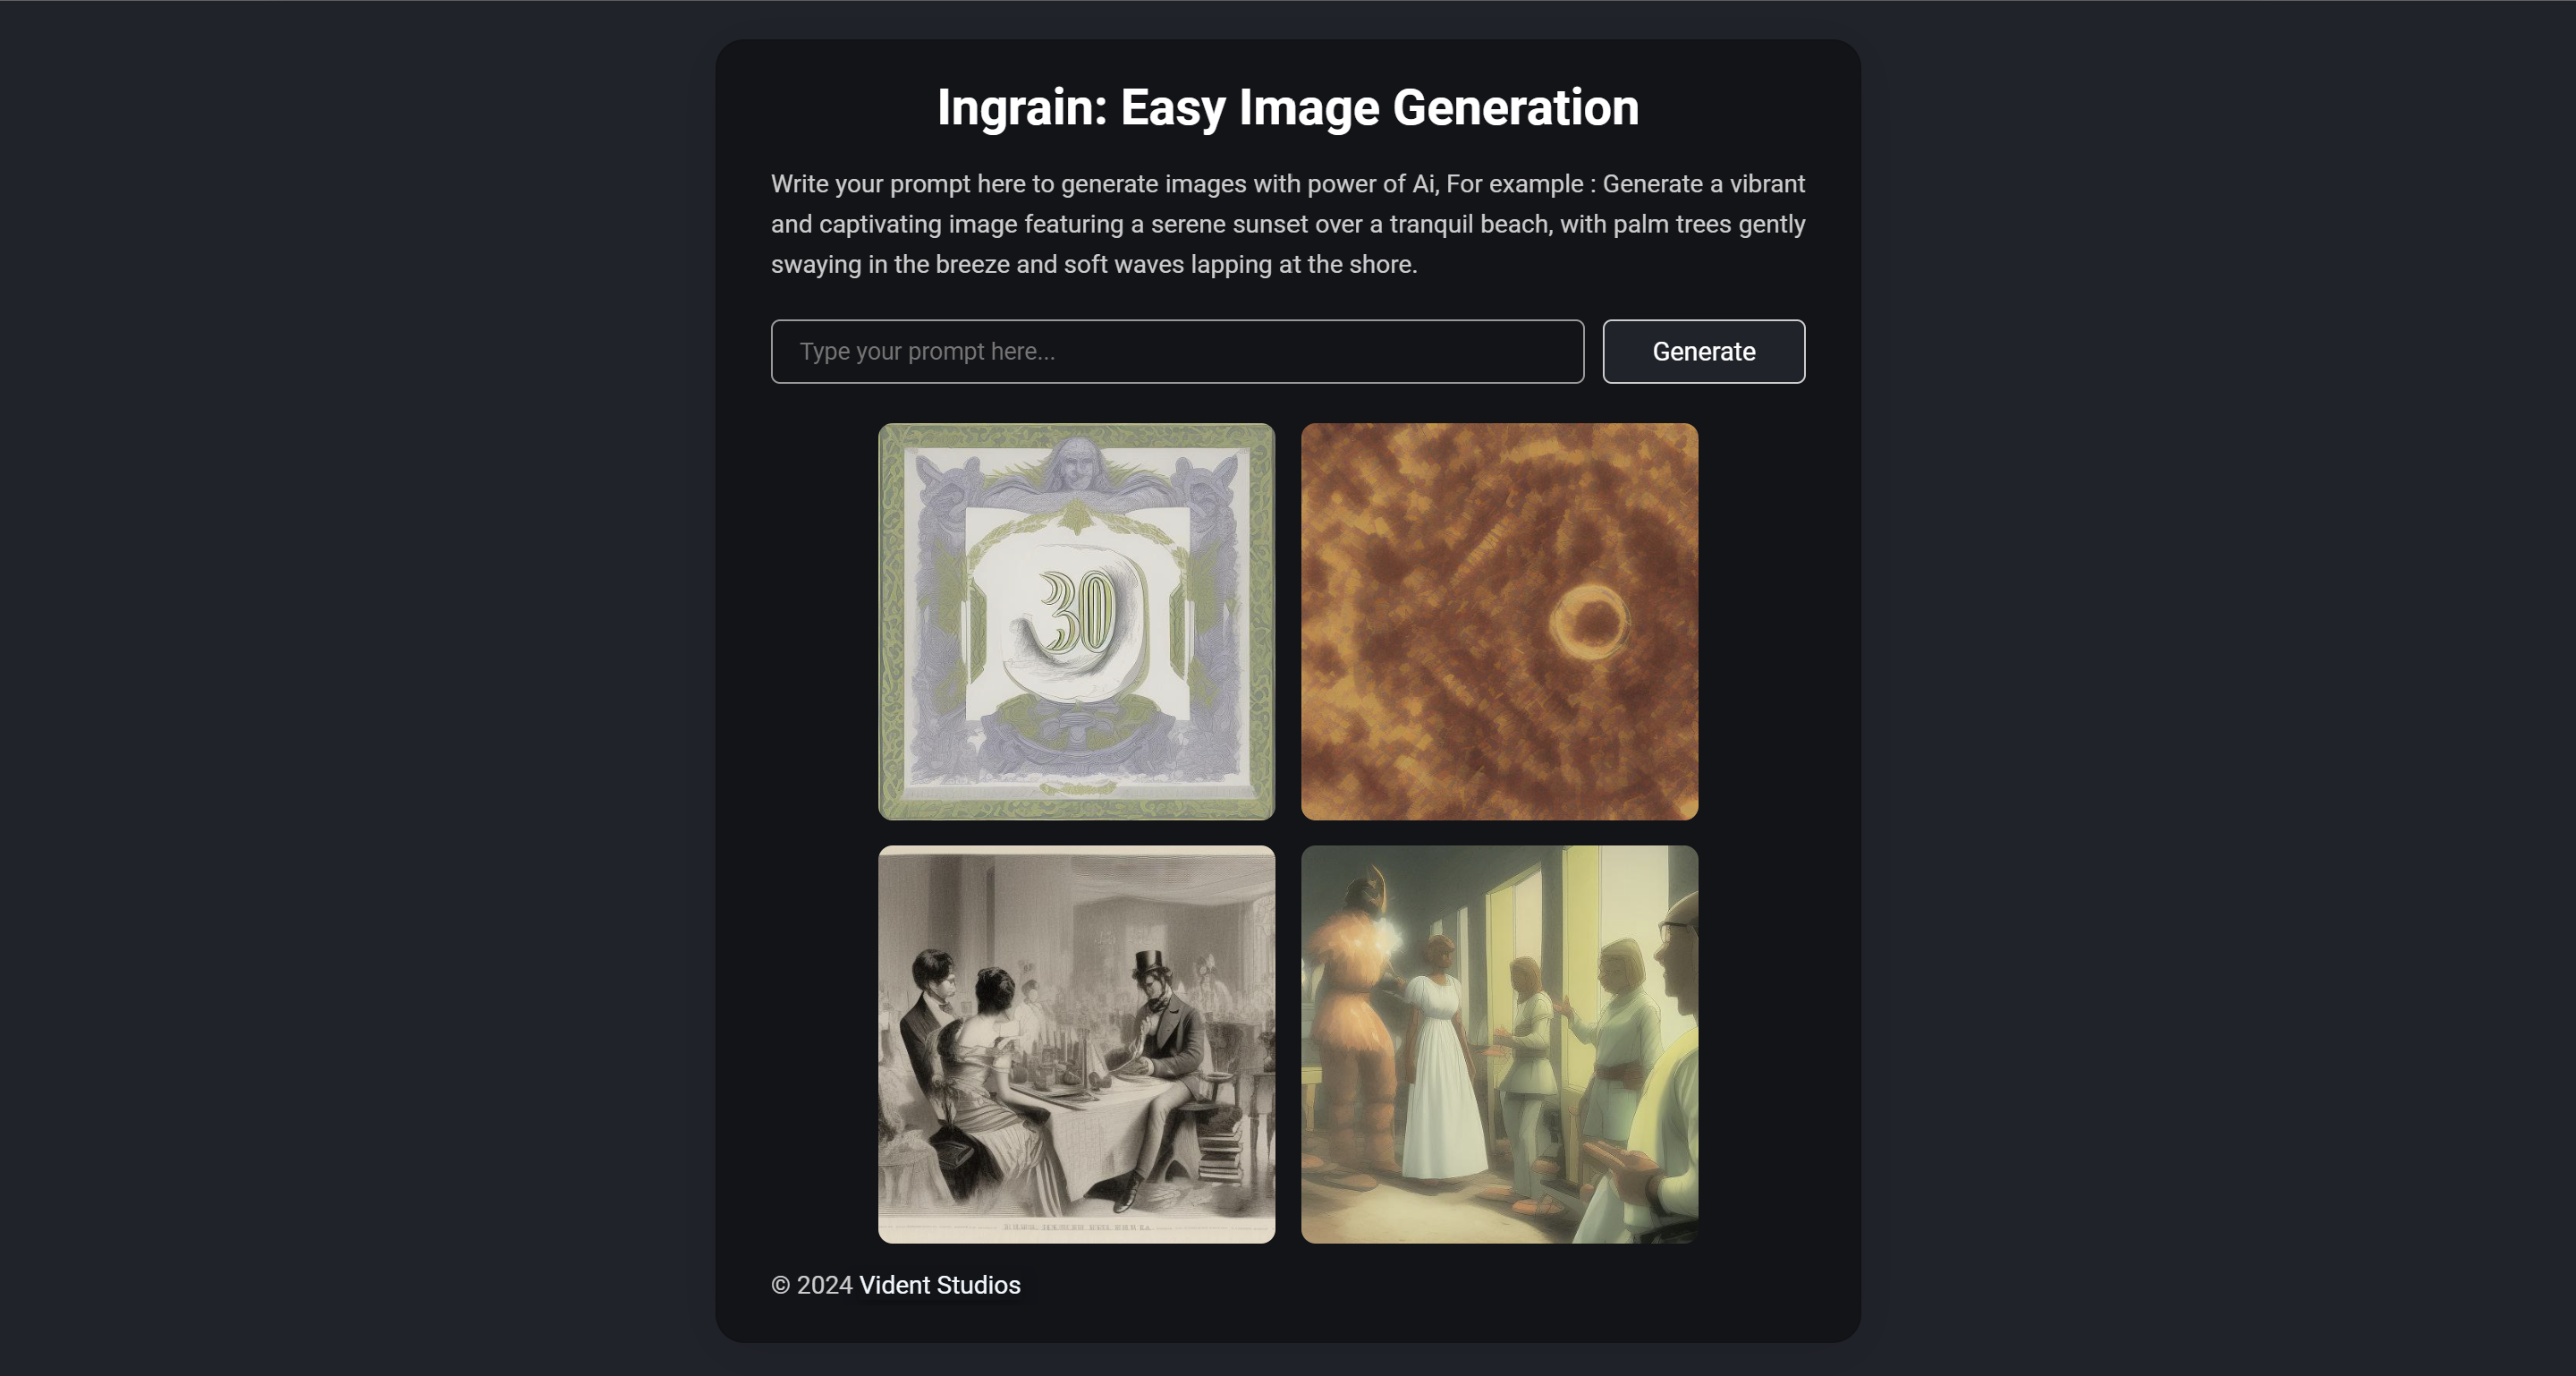 Ingrain: Easy Image Generation
Write your prompt here to generate images with power of Ai, For example : Generate a vibrant
and captivating image featuring a serene sunset over a tranquil beach, with palm trees gently
swaying in the breeze and soft waves lapping at the shore.
Type your prompt here...
Generate
30
© 2024 Vident Studios